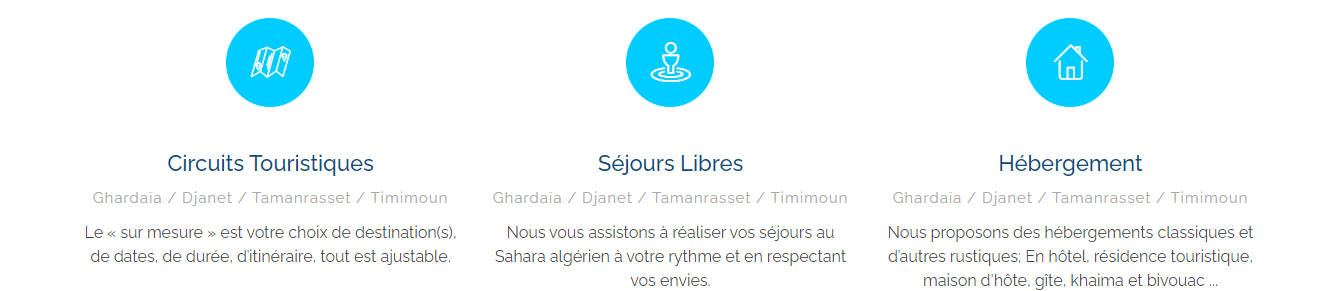 Circuits Touristiques
Ghardaïa / Djanet / Tamanrasset / Timimoun
Le « sur mesure » est votre choix de destination(s),
de dates, de durée, d'itinéraire, tout est ajustable.
Séjours Libres
Ghardaïa / Djanet / Tamanrasset / Timimoun
Nous vous assistons à réaliser vos séjours au
Sahara algérien à votre rythme et en respectant
vos envies.
Hébergement
Ghardaïa / Djanet / Tamanrasset / Timimoun
Nous proposons des hébergements classiques et
d'autres rustiques; En hôtel, résidence touristique,
maison d'hôte, gîte, khaima et bivouac ...